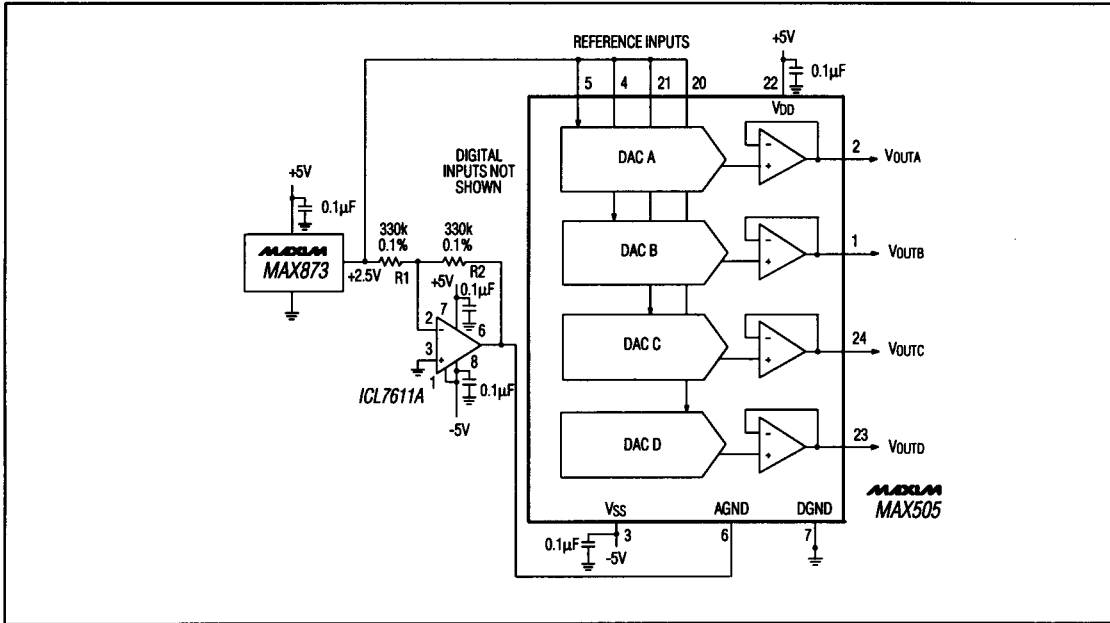 REFERENCE INPUTS
+5V
5 4 21 20 22 0.1µF
VDD
DIGITAL
INPUTS NOT
SHOWN
DAC A
- +
2 VOUTA
+5V
0.1µF
MAXIM
MAX873
+2.5V
330k
0.1%
R1
330k
0.1%
R2
DAC B
- +
1 VOUTB
+5V
0.1µF
7
2 -
6
3 +
8
1
0.1µF
ICL7611A
-5V
DAC C
- +
24 VOUTC
DAC D
- +
23 VOUTD
MAXIM
MAX505
VSS AGND DGND
3 6 7
0.1µF
-5V